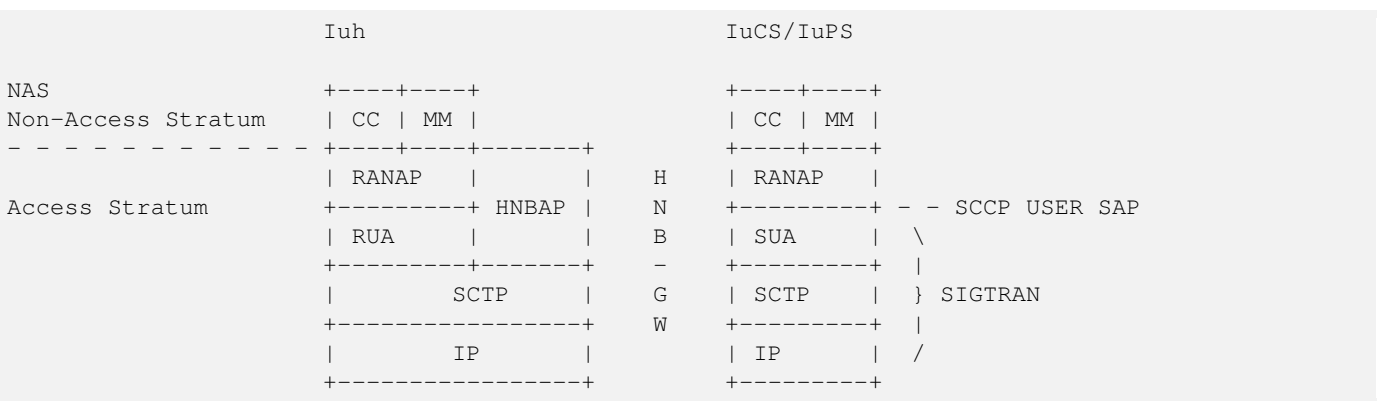 Iuh                         IuCS/IuPS

NAS                   +----+----+                 +----+----+
Non-Access Stratum    | CC | MM |                 | CC | MM |
- - - - - - - - - - - +----+----+-------+         +----+----+
                      | RANAP   |       |    H    | RANAP   |
Access Stratum        +---------+ HNBAP |    N    +---------+ - - SCCP USER SAP
                      | RUA     |       |    B    | SUA     |  \
                      +---------+-------+    -    +---------+  |
                      |        SCTP     |    G    | SCTP    |  } SIGTRAN
                      +-----------------+    W    +---------+  |
                      |        IP       |         | IP      |  /
                      +-----------------+         +---------+